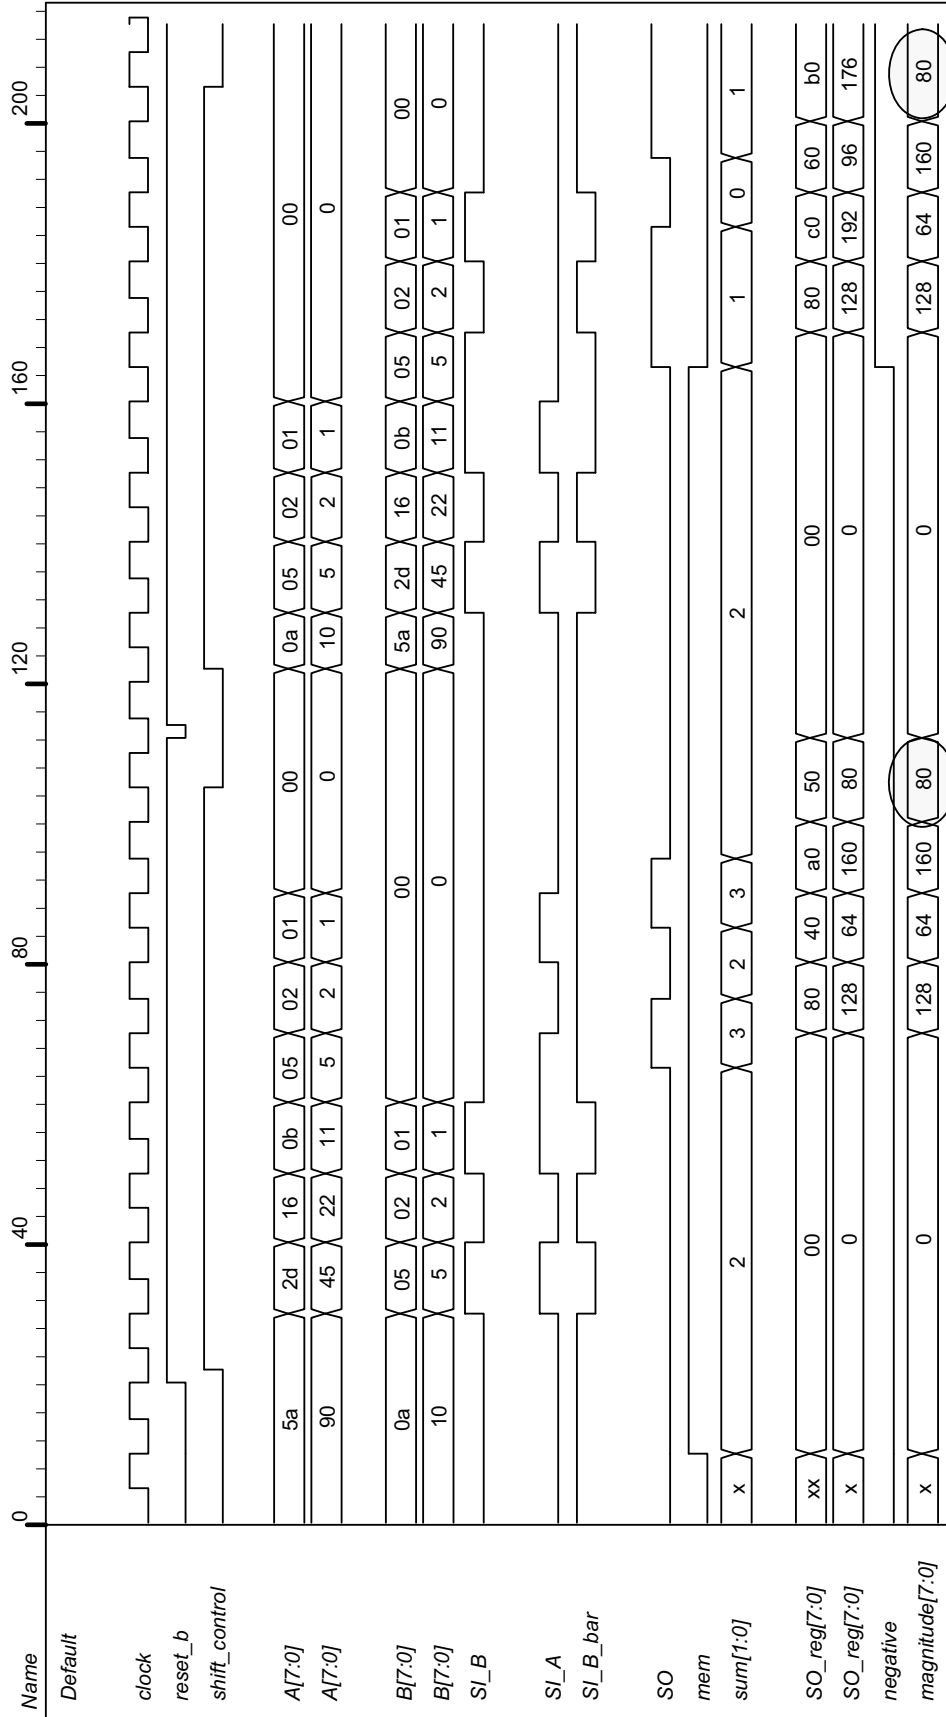 Name 0 40 80 120 160 200
Default
clock
reset_b
shift_control
A[7:0] 5a 2d 16 0b 05 02 01 00 0a 05 02 01 00
A[7:0] 90 45 22 11 5 2 1 0 10 5 2 1 0
B[7:0] 0a 05 02 01 00 5a 2d 16 0b 05 02 01 00
B[7:0] 10 5 2 1 0 90 45 22 11 5 2 1 0
SI_B
SI_A
SI_B_bar
SO
mem
sum[1:0] x 2 3 2 3 2 1 0 1
SO_reg[7:0] xx 00 80 40 a0 50 00 80 c0 60 b0
SO_reg[7:0] x 0 128 64 160 80 0 128 192 96 176
negative
magnitude[7:0] x 0 128 64 160 80 0 128 64 160 80